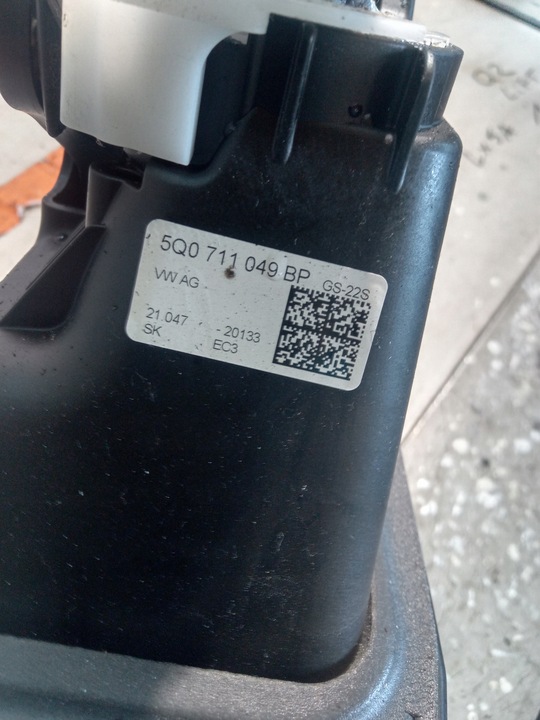 5Q0 711 049 BP
VW AG
GS-22S
21.047
20133
SK
EC3